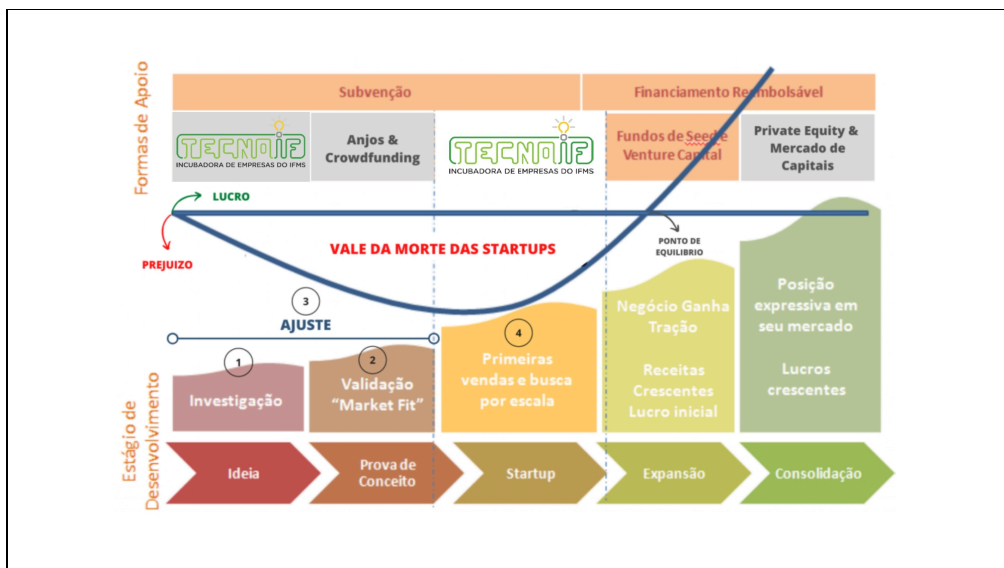 Formas de Apoio
Subvenção
Financiamento Reembolsável
TECNOIF
INCUBADORA DE EMPRESAS DO IFMS
Anjos &
Crowdfunding
TECNOIF
INCUBADORA DE EMPRESAS DO IFMS
Fundos de Seed e
Venture Capital
Private Equity &
Mercado de
Capitais
LUCRO
PREJUIZO
VALE DA MORTE DAS STARTUPS
PONTO DE
EQUILIBRIO
3
AJUSTE
1
Investigação
2
Validação
“Market Fit”
4
Primeiras
vendas e busca
por escala
Negócio Ganha
Tração
Receitas
Crescentes
Lucro inicial
Posição
expressiva em
seu mercado
Lucros
crescentes
Estágio de
Desenvolvimento
Ideia
Prova de
Conceito
Startup
Expansão
Consolidação